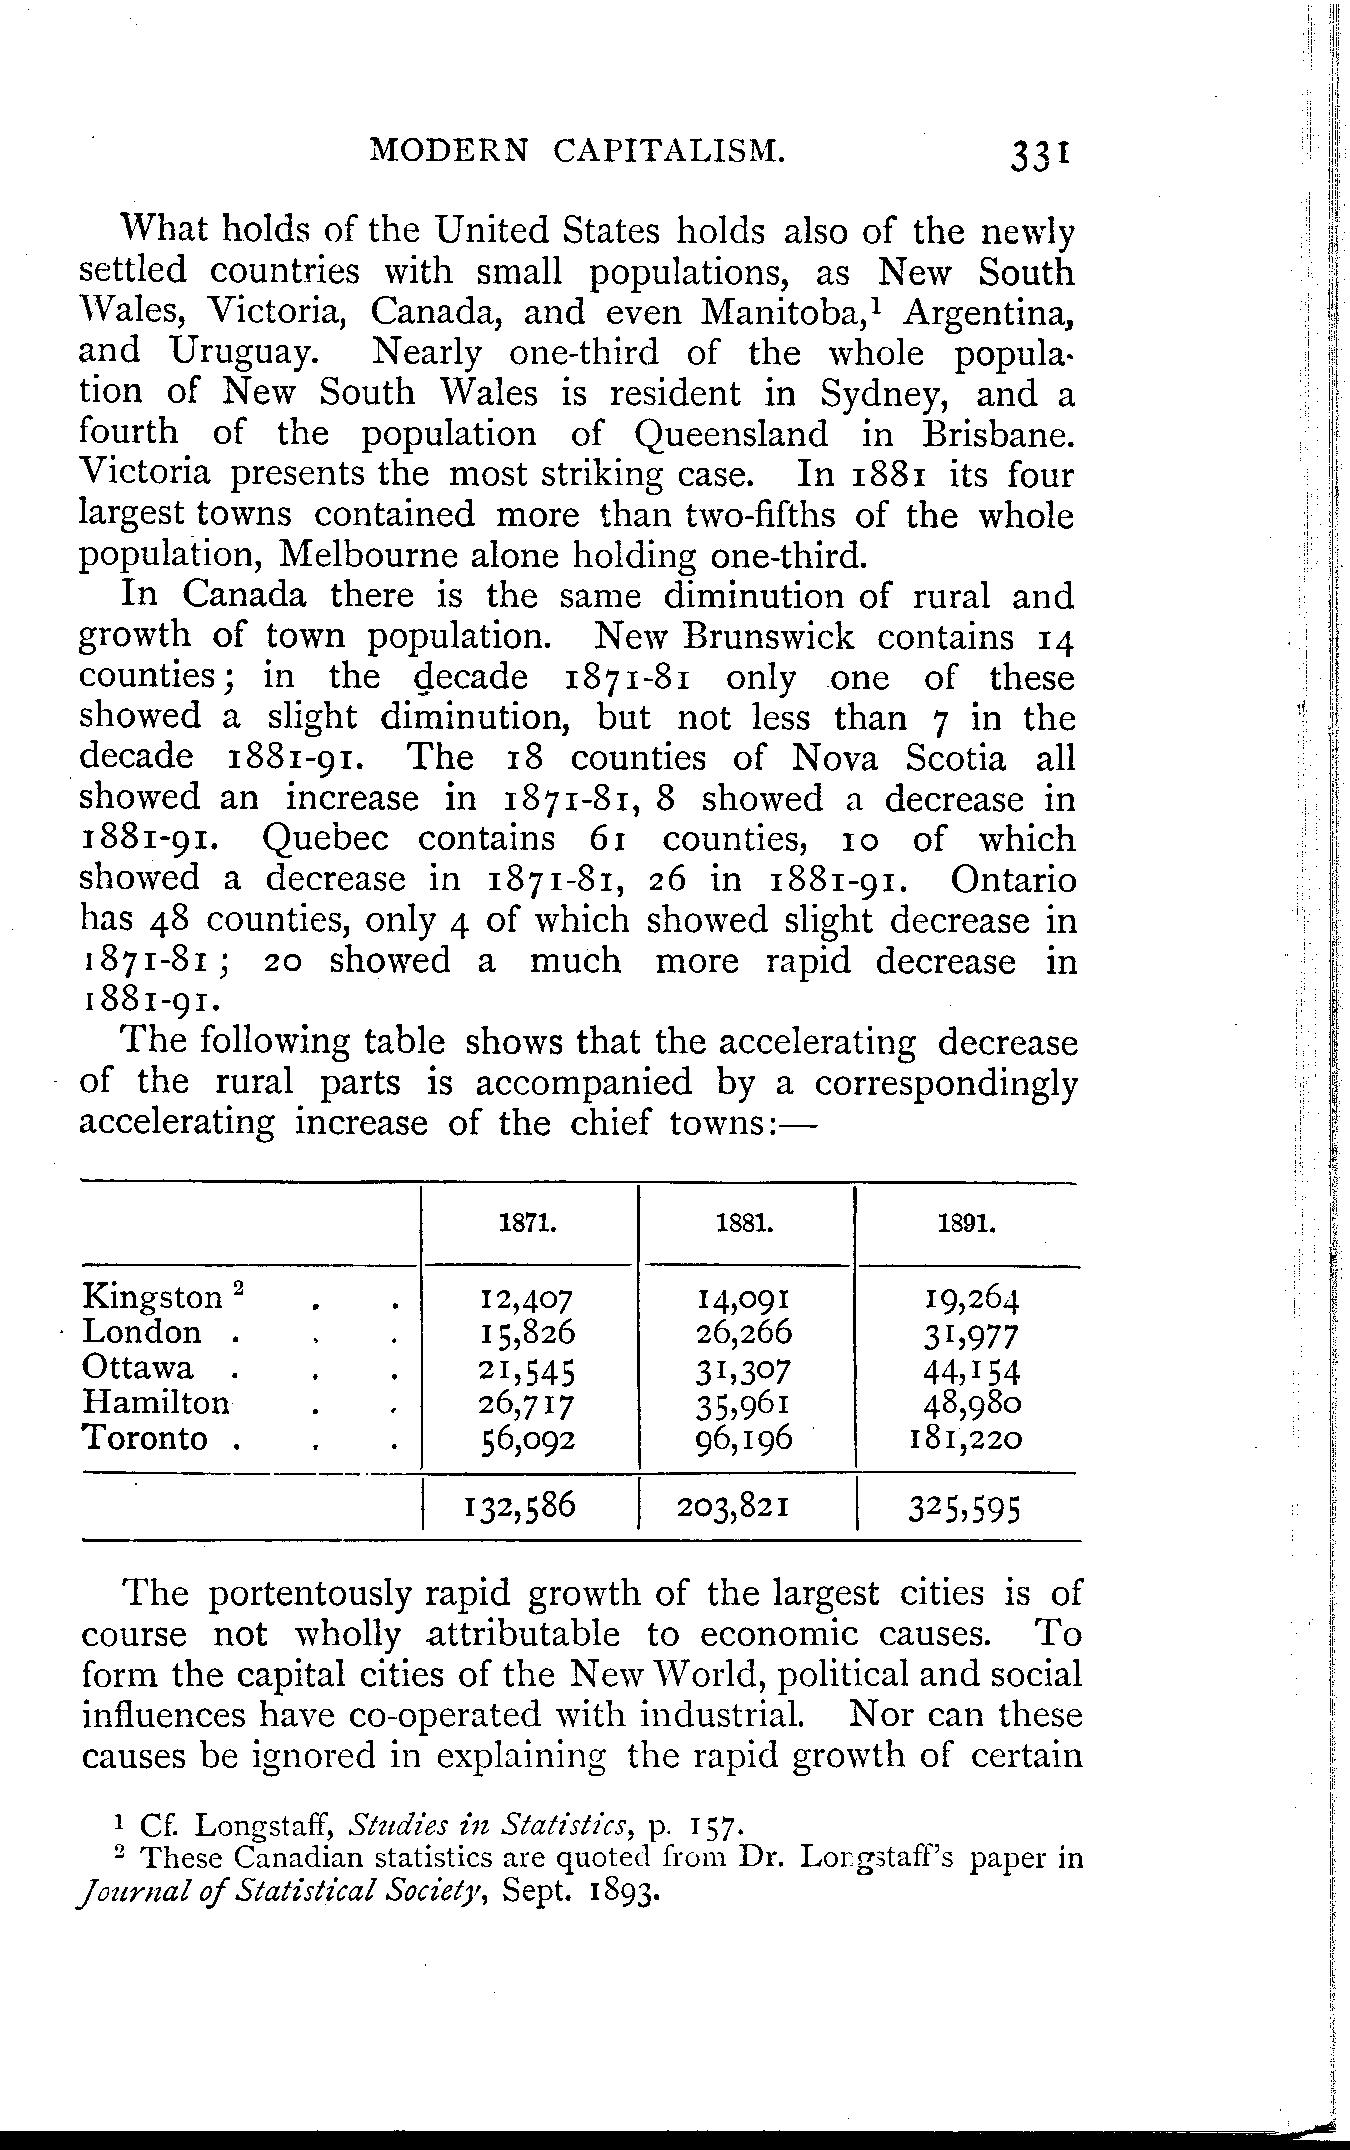 MODERN CAPITALISM. 331
What holds of the United States holds also of the newly
settled countries with small populations, as New South
Wales, Victoria, Canada, and even Manitoba,¹ Argentina,
and Uruguay. Nearly one-third of the whole popula-
tion of New South Wales is resident in Sydney, and a
fourth of the population of Queensland in Brisbane.
Victoria presents the most striking case. In 1881 its four
largest towns contained more than two-fifths of the whole
population, Melbourne alone holding one-third.
In Canada there is the same diminution of rural and
growth of town population. New Brunswick contains 14
counties; in the decade 1871-81 only one of these
showed a slight diminution, but not less than 7 in the
decade 1881-91. The 18 counties of Nova Scotia all
showed an increase in 1871-81, 8 showed a decrease in
1881-91. Quebec contains 61 counties, 10 of which
showed a decrease in 1871-81, 26 in 1881-91. Ontario
has 48 counties, only 4 of which showed slight decrease in
1871-81; 20 showed a much more rapid decrease in
1881-91.
The following table shows that the accelerating decrease
of the rural parts is accompanied by a correspondingly
accelerating increase of the chief towns:—
1871. 1881. 1891.
Kingston ² . . 12,407 14,091 19,264
London . . . 15,826 26,266 31,977
Ottawa . . . 21,545 31,307 44,154
Hamilton . . 26,717 35,961 48,980
Toronto . . . 56,092 96,196 181,220
132,586 203,821 325,595
The portentously rapid growth of the largest cities is of
course not wholly attributable to economic causes. To
form the capital cities of the New World, political and social
influences have co-operated with industrial. Nor can these
causes be ignored in explaining the rapid growth of certain
¹ Cf. Longstaff, Studies in Statistics, p. 157.
² These Canadian statistics are quoted from Dr. Longstaff's paper in
Journal of Statistical Society, Sept. 1893.